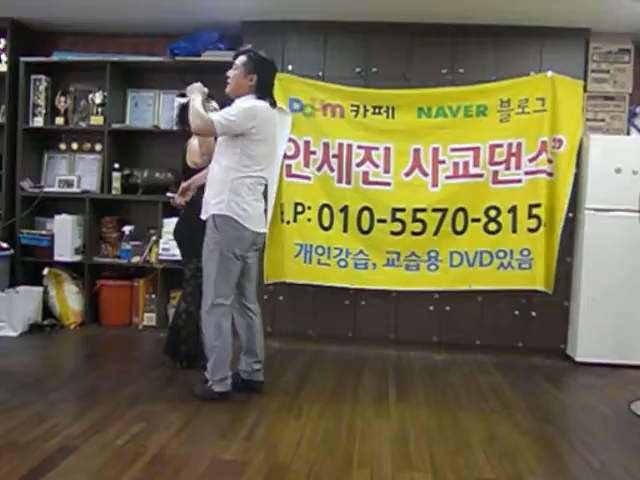 Daum 카페 NAVER 블로그
안세진 사교댄스"
.P: 010-5570-815
개인강습, 교습용 DVD있음